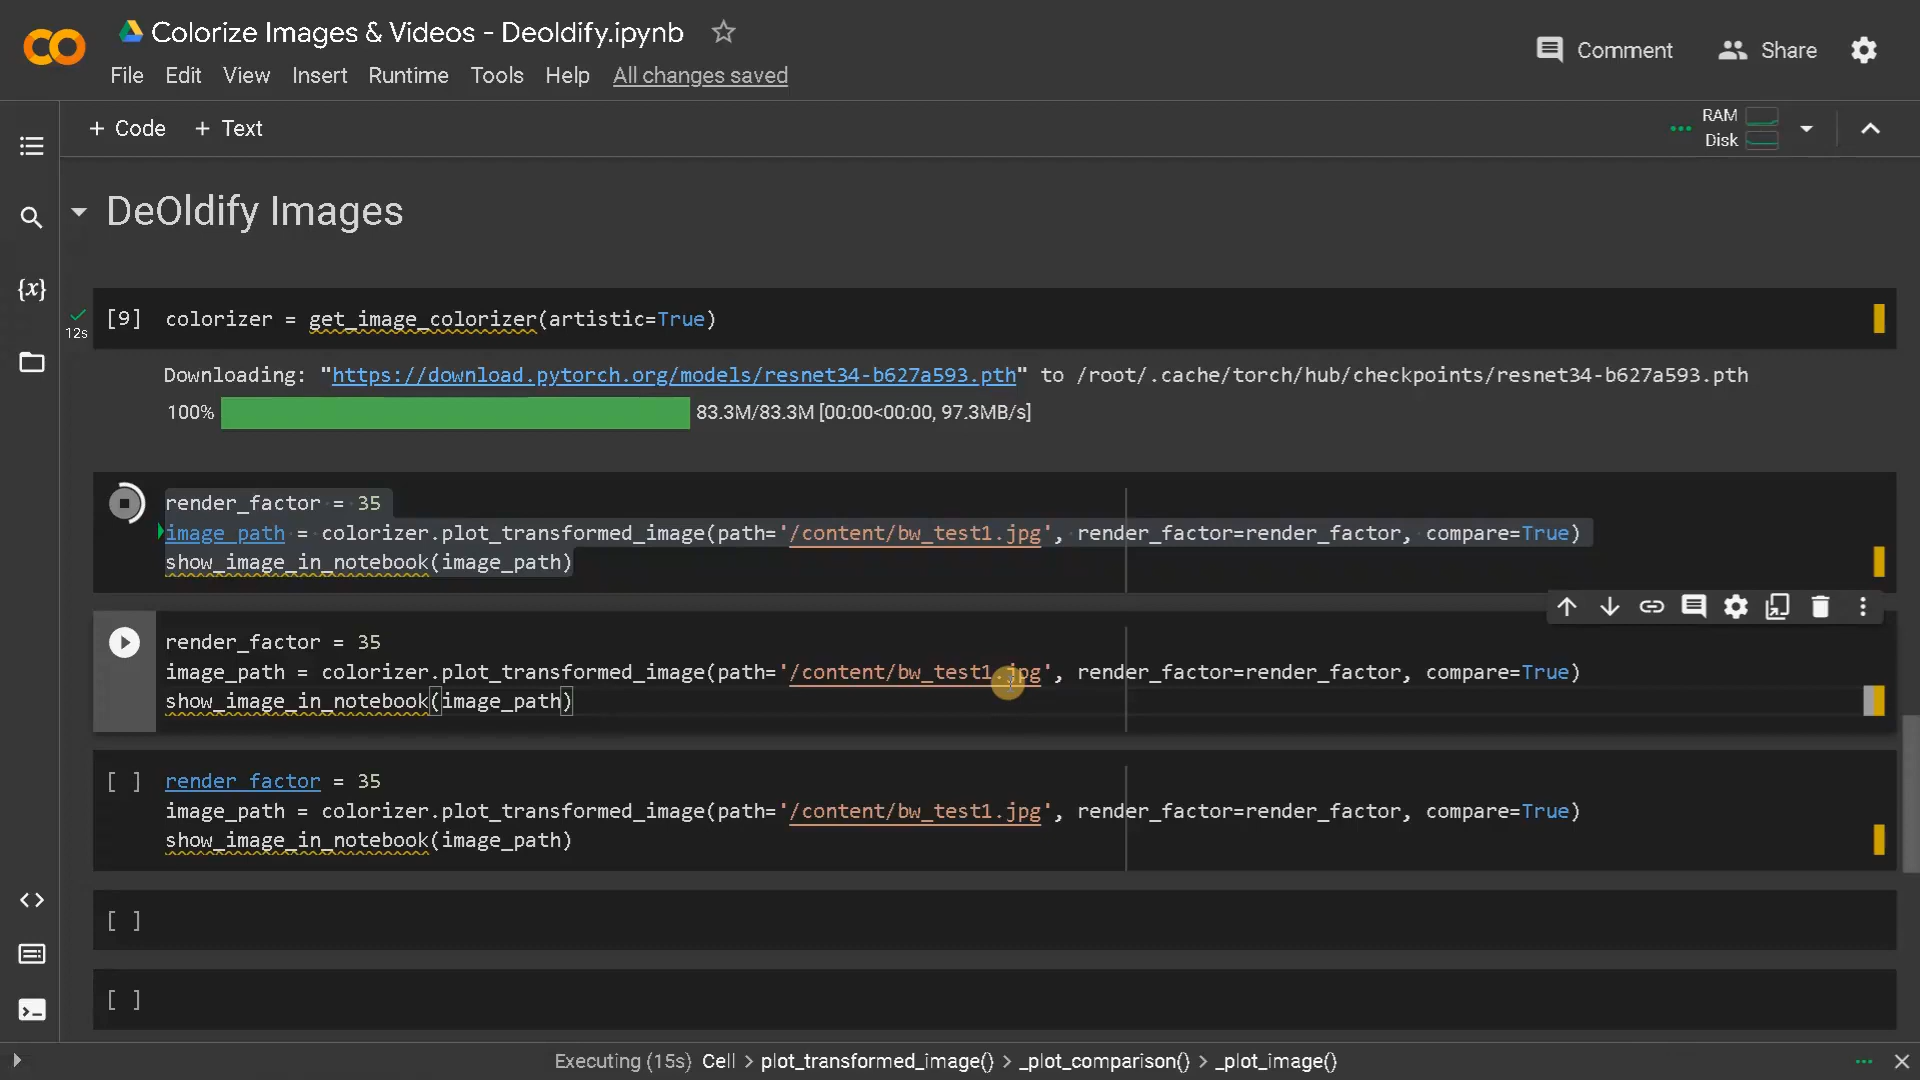 Colorize Images & Videos - Deoldify.ipynb
Comment
Share
File Edit View Insert Runtime Tools Help All changes saved
+ Code + Text
RAM
Disk
DeOldify Images
{x}
12s
[9] colorizer = get_image_colorizer(artistic=True)
Downloading: "https://download.pytorch.org/models/resnet34-b627a593.pth" to /root/.cache/torch/hub/checkpoints/resnet34-b627a593.pth
100% 83.3M/83.3M [00:00<00:00, 97.3MB/s]
render_factor = 35
image_path = colorizer.plot_transformed_image(path='/content/bw_test1.jpg', render_factor=render_factor, compare=True)
show_image_in_notebook(image_path)
render_factor = 35
image_path = colorizer.plot_transformed_image(path='/content/bw_test1.jpg', render_factor=render_factor, compare=True)
show_image_in_notebook(image_path)
[ ] render_factor = 35
image_path = colorizer.plot_transformed_image(path='/content/bw_test1.jpg', render_factor=render_factor, compare=True)
show_image_in_notebook(image_path)
[ ]
[ ]
Executing (15s) Cell > plot_transformed_image() > _plot_comparison() > _plot_image()